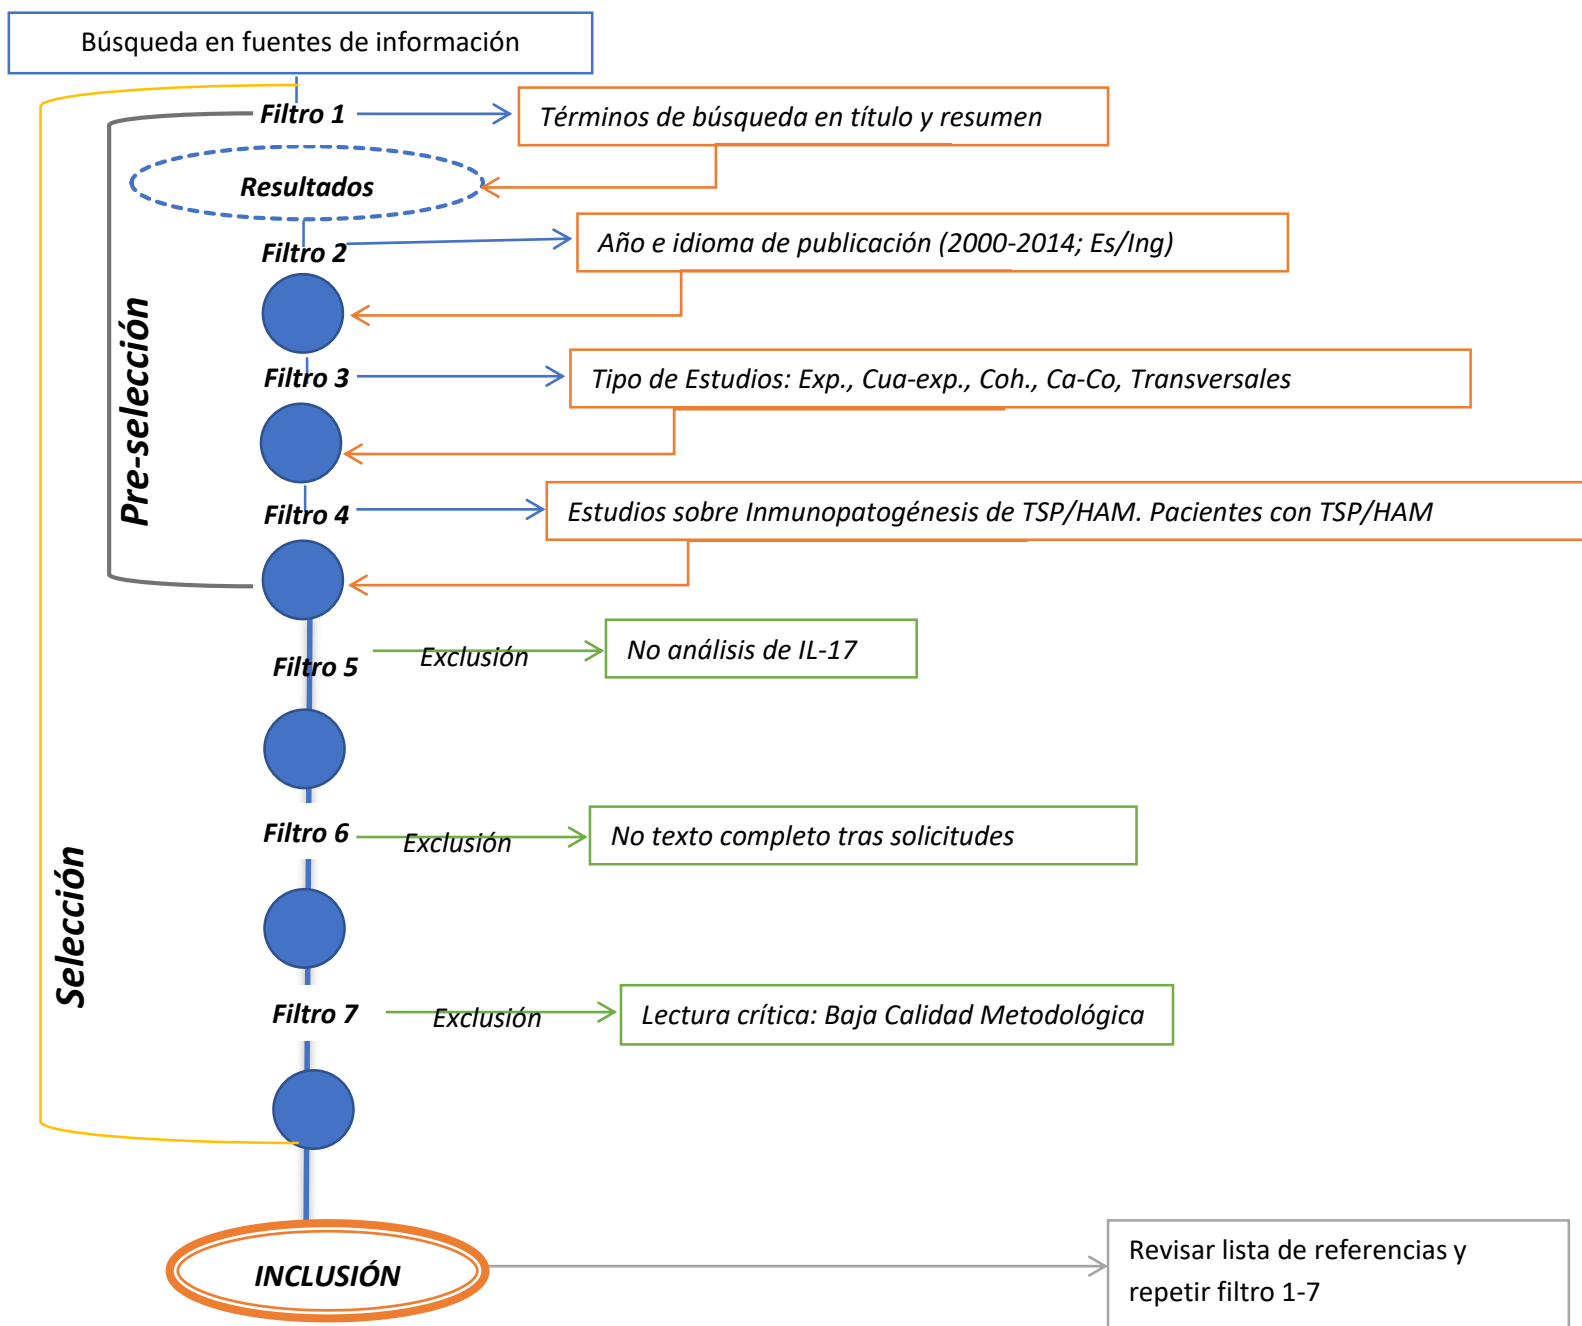 Búsqueda en fuentes de información
Filtro 1
Términos de búsqueda en título y resumen
Resultados
Filtro 2
Año e idioma de publicación (2000-2014; Es/Ing)
Pre-selección
Filtro 3
Tipo de Estudios: Exp., Cua-exp., Coh., Ca-Co, Transversales
Filtro 4
Estudios sobre Inmunopatogénesis de TSP/HAM. Pacientes con TSP/HAM
Filtro 5
Exclusión
No análisis de IL-17
Filtro 6
Exclusión
No texto completo tras solicitudes
Selección
Filtro 7
Exclusión
Lectura crítica: Baja Calidad Metodológica
INCLUSIÓN
Revisar lista de referencias y
repetir filtro 1-7